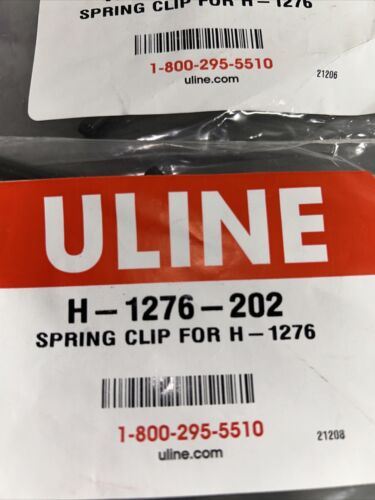 SPRING CLIP FOR H-1276
1-800-295-5510
uline.com
21206
ULINE
H-1276-202
SPRING CLIP FOR H-1276
1-800-295-5510
uline.com
21208